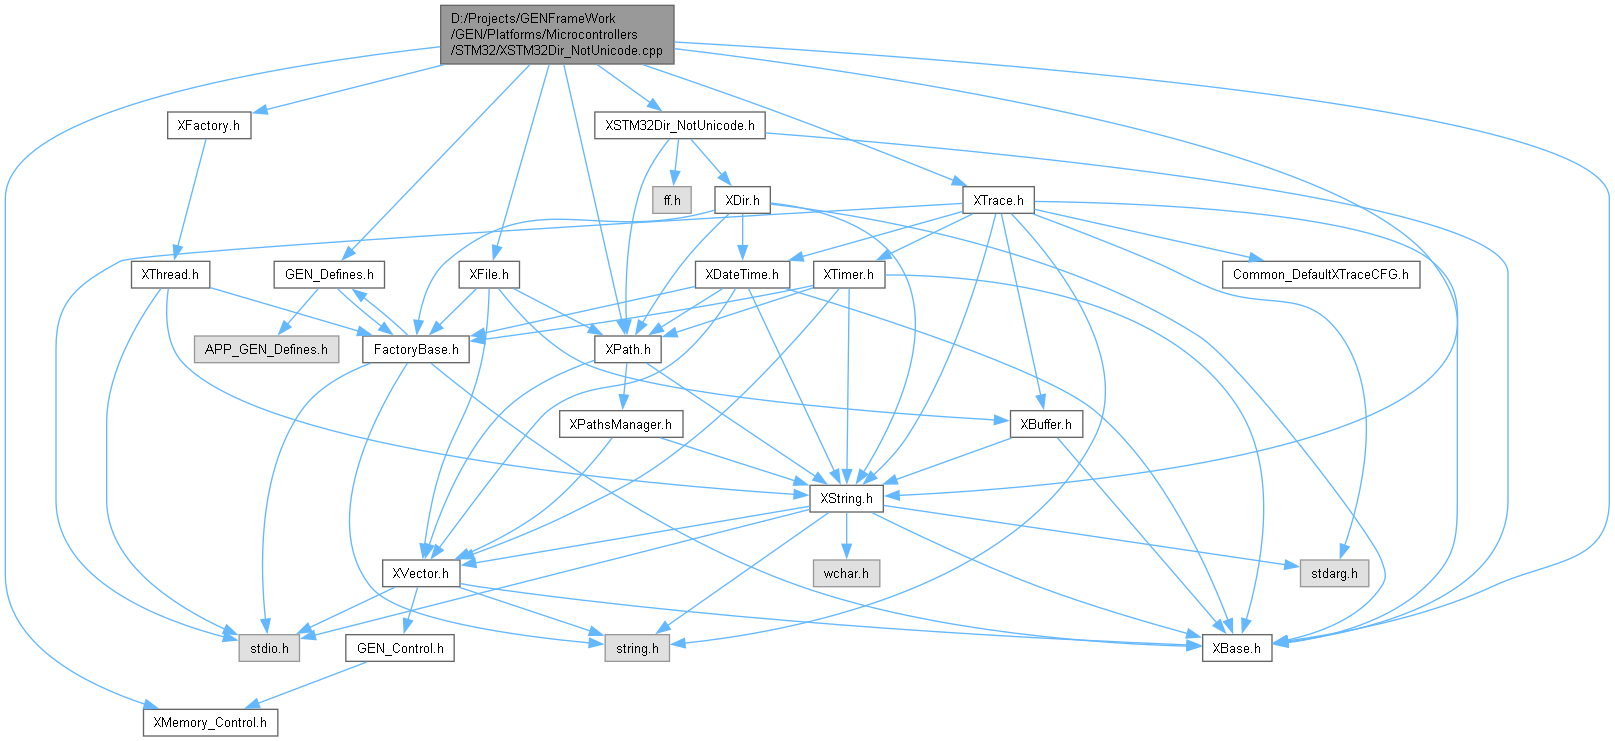 D:/Projects/GENFrameWork
/GEN/Platforms/Microcontrollers
/STM32/XSTM32Dir_NotUnicode.cpp
XFactory.h
XSTM32Dir_NotUnicode.h
ff.h
XDir.h
XTrace.h
XThread.h
GEN_Defines.h
XFile.h
XDateTime.h
XTimer.h
Common_DefaultXTraceCFG.h
APP_GEN_Defines.h
FactoryBase.h
XPath.h
XPathsManager.h
XBuffer.h
XString.h
XVector.h
wchar.h
stdarg.h
stdio.h
GEN_Control.h
string.h
XBase.h
XMemory_Control.h